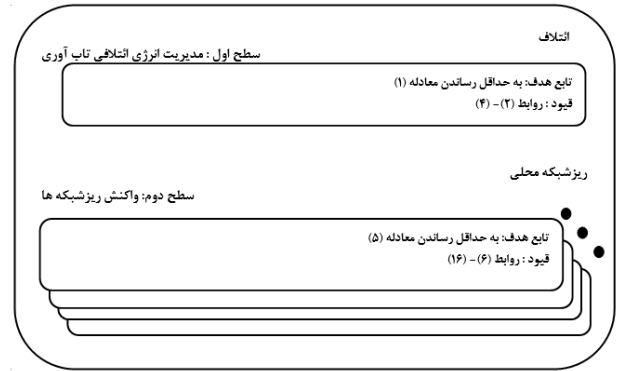 ائتلاف
سطح اول : مدیریت انرژی ائتلافی تاب آوری
تابع هدف: به حداقل رساندن معادله (۱)
قیود : روابط (۲) – (۴)
ریزشبکه محلی
سطح دوم: واکنش ریزشبکه ها
تابع هدف: به حداقل رساندن معادله (۵)
قیود : روابط (۶) – (۱۶)